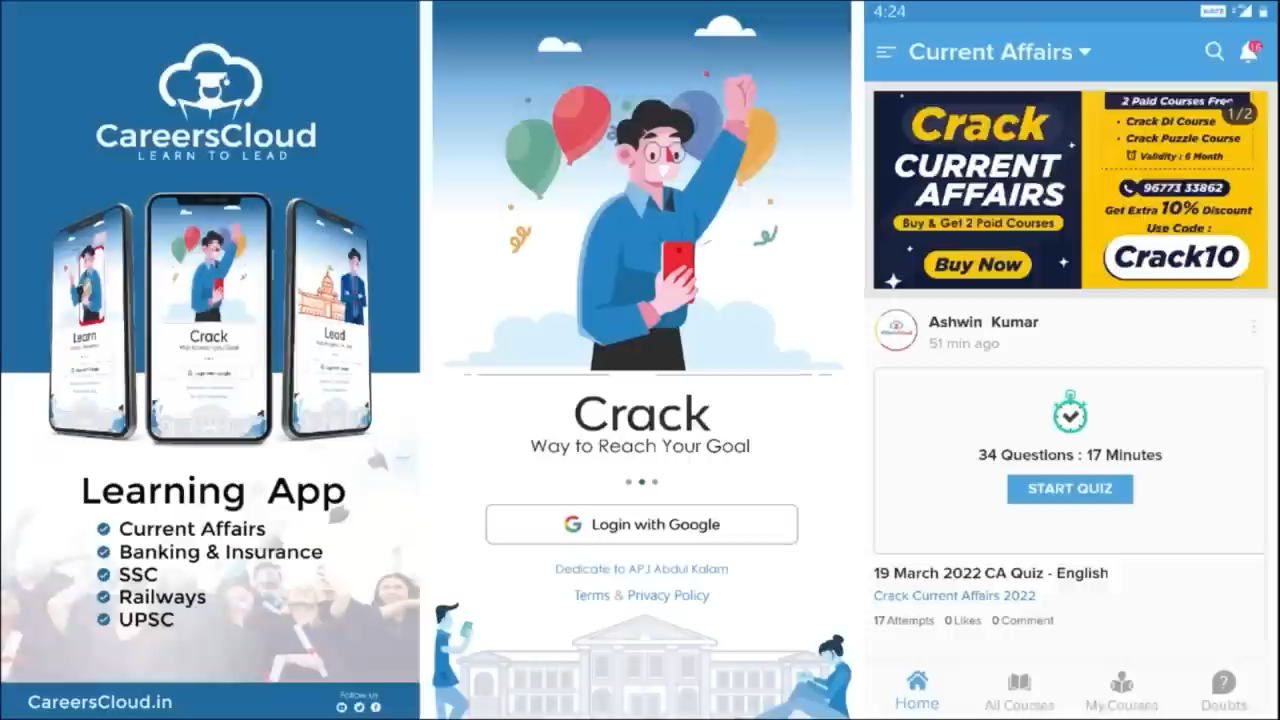 CareersCloud
LEARN TO LEAD
Learn
Crack
Lead
Learning App
Current Affairs
Banking & Insurance
SSC
Railways
UPSC
CareersCloud.in
Follow us
Crack
Way to Reach Your Goal
Login with Google
Dedicate to APJ Abdul Kalam
Terms & Privacy Policy
4:24
Current Affairs
16
Crack
CURRENT
AFFAIRS
Buy & Get 2 Paid Courses
Buy Now
2 Paid Courses Free
1/2
• Crack DI Course
• Crack Puzzle Course
Validity : 6 Month
96773 33862
Get Extra 10% Discount
Use Code :
Crack10
Ashwin Kumar
51 min ago
34 Questions : 17 Minutes
START QUIZ
19 March 2022 CA Quiz - English
Crack Current Affairs 2022
17 Attempts 0 Likes 0 Comment
Home
All Courses
My Courses
Doubts